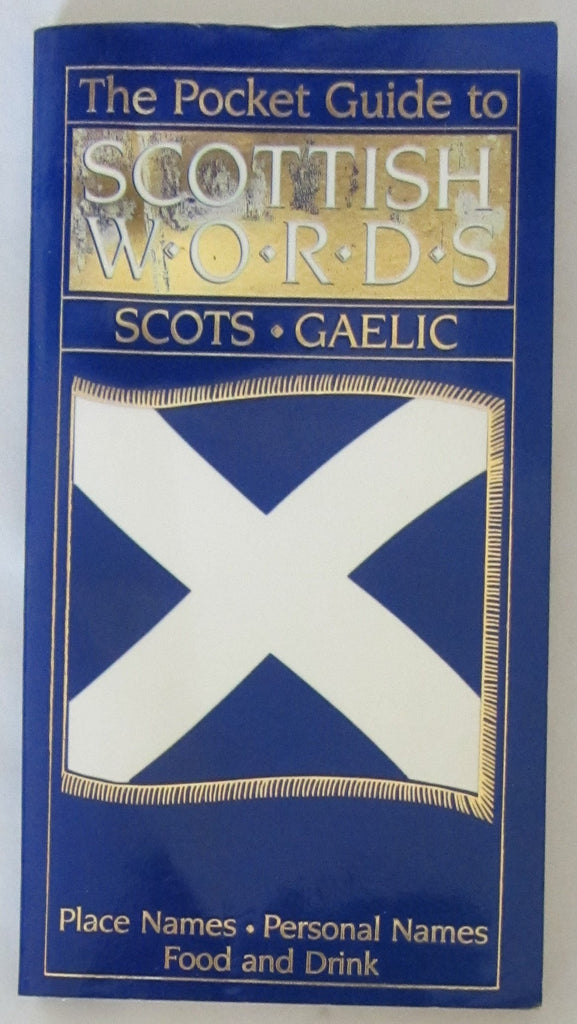 The Pocket Guide to
SCOTTISH
W·O·R·D·S
SCOTS • GAELIC
Place Names • Personal Names
Food and Drink